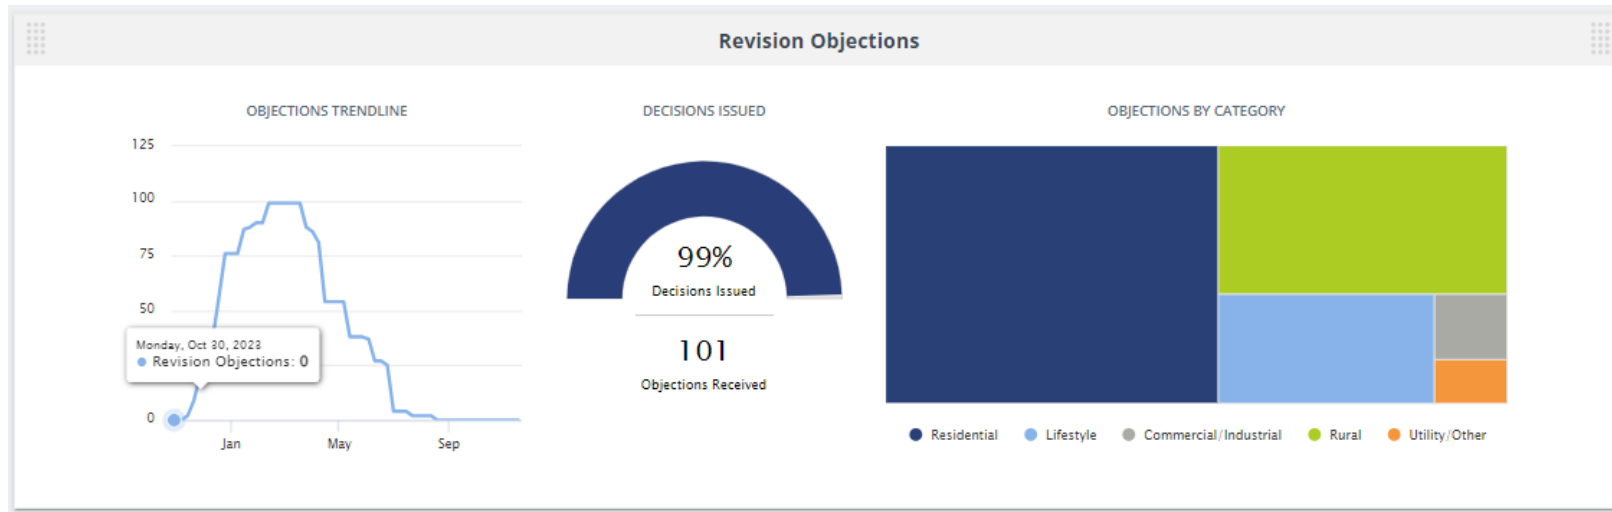 Revision Objections
OBJECTIONS TRENDLINE
125
100
75
50
0
Monday, Oct 30, 2023
Revision Objections: 0
Jan May Sep
DECISIONS ISSUED
99%
Decisions Issued
101
Objections Received
OBJECTIONS BY CATEGORY
Residential Lifestyle Commercial/Industrial Rural Utility/Other